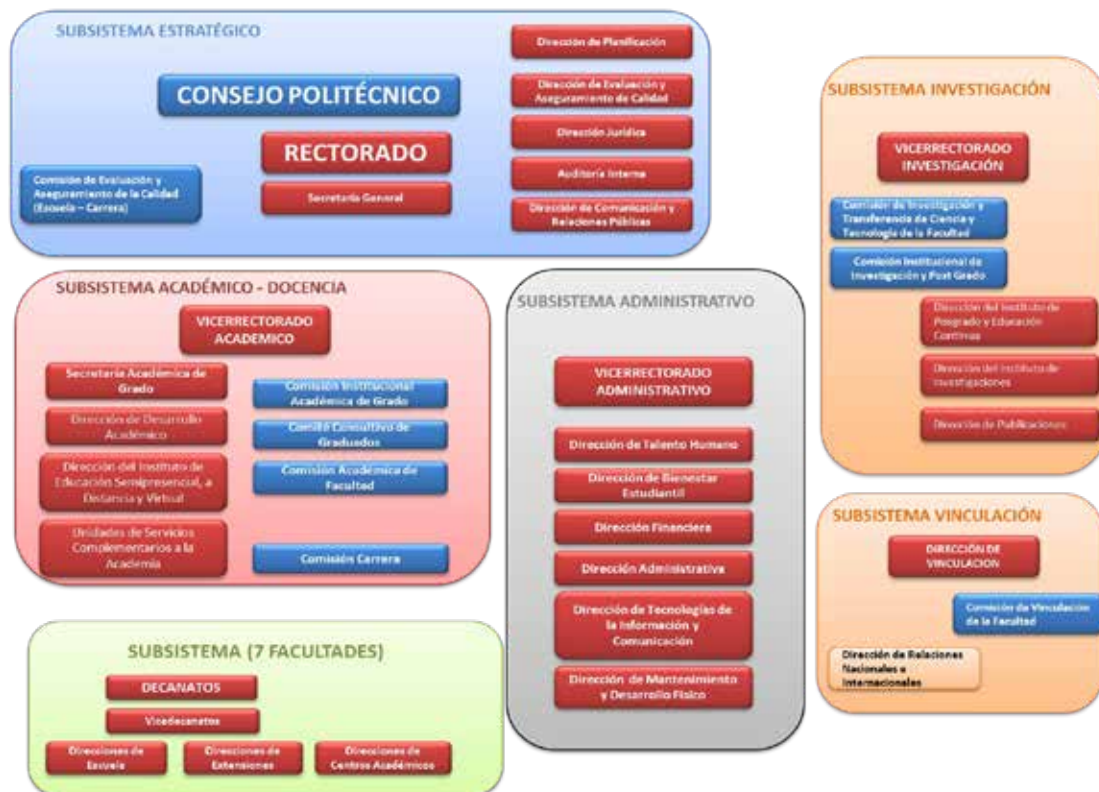 SUBSISTEMA ESTRATÉGICO
CONSEJO POLITÉCNICO
RECTORADO
Secretaría General
Comisión de Evaluación y
Aseguramiento de la Calidad
(Escuela – Carrera)
Dirección de Planificación
Dirección de Evaluación y
Aseguramiento de Calidad
Dirección Jurídica
Auditoría Interna
Dirección de Comunicación y
Relaciones Públicas
SUBSISTEMA ACADÉMICO - DOCENCIA
VICERRECTORADO
ACADEMICO
Secretaría Académica de
Grado
Dirección de Desarrollo
Académico
Dirección del Instituto de
Educación Semipresencial, a
Distancia y Virtual
Unidades de Servicios
Complementarios a la
Academia
Comisión Institucional
Académica de Grado
Comité Consultivo de
Graduados
Comisión Académica de
Facultad
Comisión Carrera
SUBSISTEMA (7 FACULTADES)
DECANATOS
Vicedecanatos
Direcciones de
Escuela
Direcciones de
Extensiones
Direcciones de
Centros Académicos
SUBSISTEMA ADMINISTRATIVO
VICERRECTORADO
ADMINISTRATIVO
Dirección de Talento Humano
Dirección de Bienestar
Estudiantil
Dirección Financiera
Dirección Administrativa
Dirección de Tecnologías de
la Información y
Comunicación
Dirección de Mantenimiento
y Desarrollo Físico
SUBSISTEMA INVESTIGACIÓN
VICERRECTORADO
INVESTIGACIÓN
Comisión de Investigación y
Transferencia de Ciencia y
Tecnología de la Facultad
Comisión Institucional de
Investigación y Post Grado
Dirección del Instituto de
Posgrado y Educación
Continua
Dirección del Instituto de
Investigaciones
Dirección de Publicaciones
SUBSISTEMA VINCULACIÓN
DIRECCIÓN DE
VINCULACION
Comisión de Vinculación
de la Facultad
Dirección de Relaciones
Nacionales e
Internacionales